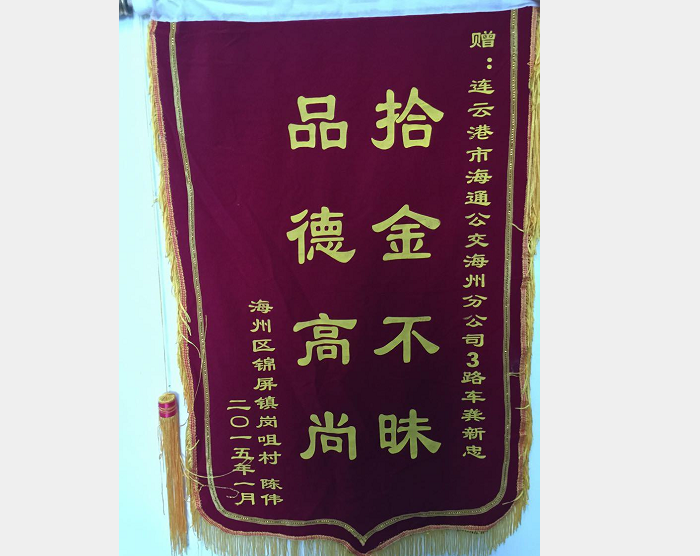 赠：连云港市海通公交海州分公司3路车龚新忠
拾金不昧
品德高尚
海州区锦屏镇岗咀村 陈伟
二〇一五年一月